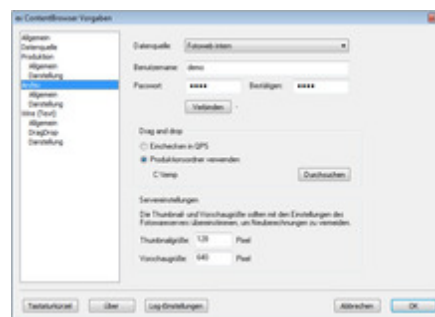 ContentBrowser Vorgaben
Allgemein
Datenquelle
Produktion
Allgemein
Darstellung
Archiv
Allgemein
Darstellung
Wire (Text)
Allgemein
DragDrop
Darstellung
Datenquelle: Fotoweb intern
Benutzername: demo
Passwort: **** Bestätigen: ****
Verbinden -
Drag and drop
Einchecken in QPS
Produktionsordner verwenden:
C:\temp Durchsuchen
Servereinstellungen
Die Thumbnail- und Vorschaugröße sollten mit den Einstellungen des
Fotowareservers übereinstimmen, um Neuberechnungen zu vermeiden.
Thumbnailgröße: 128 Pixel
Vorschaugröße: 640 Pixel
Tastaturkürzel Über Log-Einstellungen Abbrechen OK